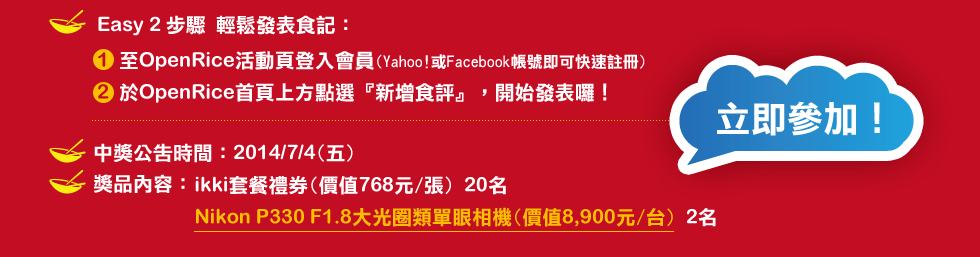 Easy 2 步驟 輕鬆發表食記：
1 至OpenRice活動頁登入會員(Yahoo!或Facebook帳號即可快速註冊)
2 於OpenRice首頁上方點選『新增食評』，開始發表囉！
立即參加！
中獎公告時間：2014/7/4(五)
獎品內容：ikki套餐禮券(價值768元/張) 20名
Nikon P330 F1.8大光圈類單眼相機(價值8,900元/台) 2名